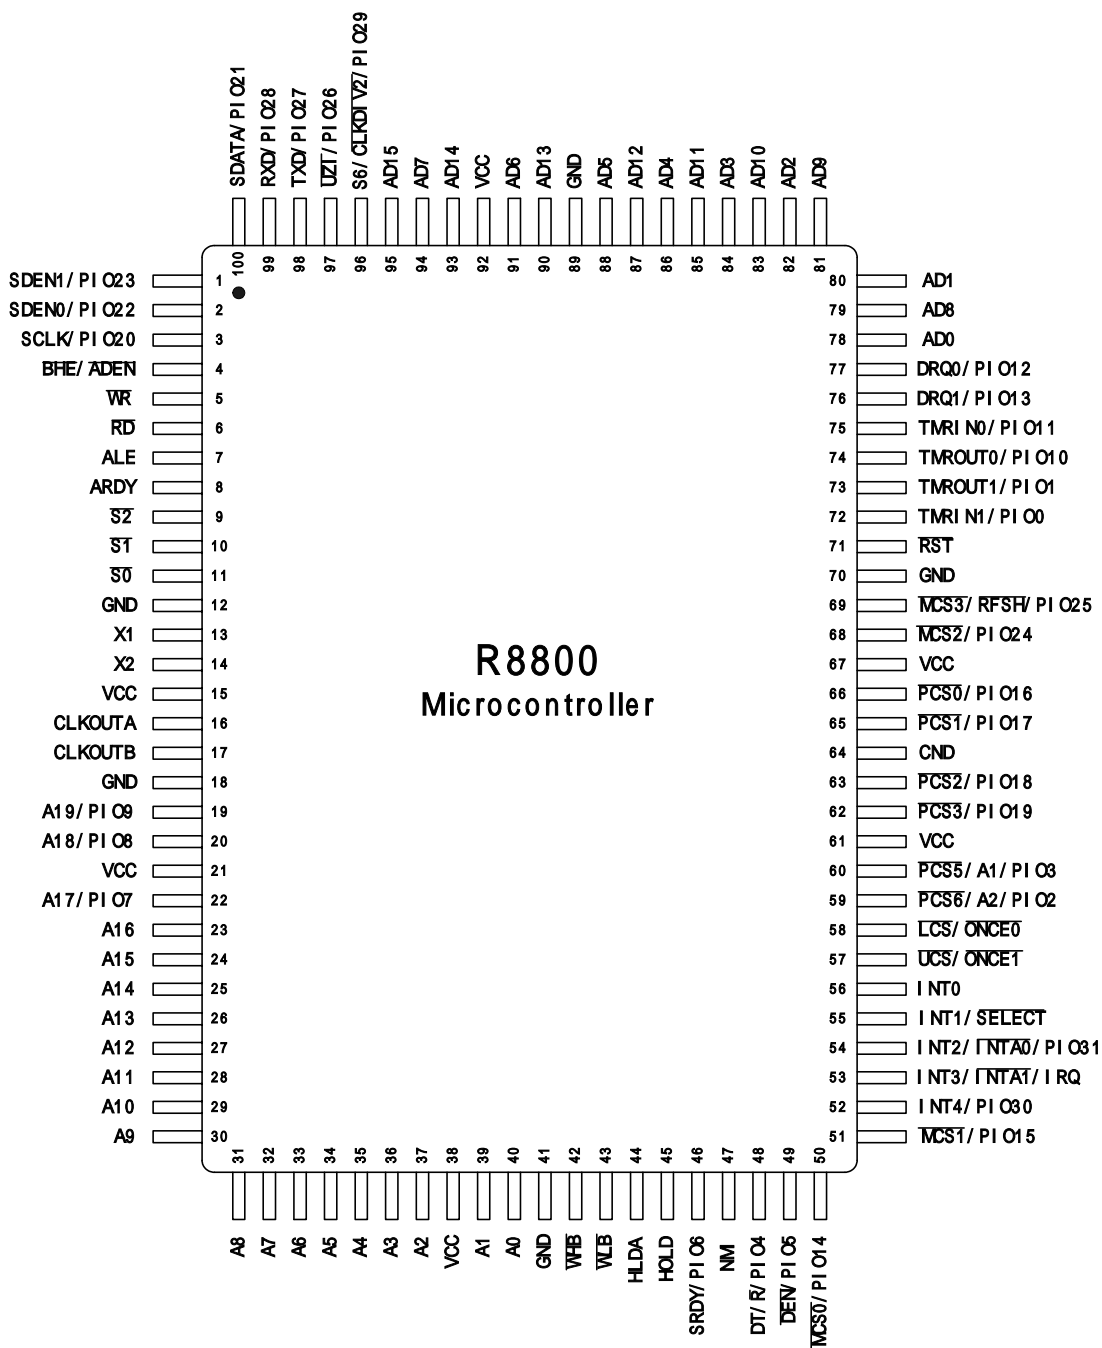 SDATA/PIO21
RXD/PIO28
TXD/PIO27
UZI/PIO26
S6/CLKDIV2/PIO29
AD15
AD7
AD14
VCC
AD6
AD13
GND
AD5
AD12
AD4
AD11
AD3
AD10
AD2
AD9
100
99
98
97
96
95
94
93
92
91
90
89
88
87
86
85
84
83
82
81
SDEN1/PIO23 1
SDEN0/PIO22 2
SCLK/PIO20 3
BHE/ADEN 4
WR 5
RD 6
ALE 7
ARDY 8
S2 9
S1 10
S0 11
GND 12
X1 13
X2 14
VCC 15
CLKOUTA 16
CLKOUTB 17
GND 18
A19/PIO9 19
A18/PIO8 20
VCC 21
A17/PIO7 22
A16 23
A15 24
A14 25
A13 26
A12 27
A11 28
A10 29
A9 30
R8800
Microcontroller
80 AD1
79 AD8
78 AD0
77 DRQ0/PIO12
76 DRQ1/PIO13
75 TMRIN0/PIO11
74 TMROUT0/PIO10
73 TMROUT1/PIO1
72 TMRIN1/PIO0
71 RST
70 GND
69 MCS3/RFSH/PIO25
68 MCS2/PIO24
67 VCC
66 PCS0/PIO16
65 PCS1/PIO17
64 CND
63 PCS2/PIO18
62 PCS3/PIO19
61 VCC
60 PCS5/A1/PIO3
59 PCS6/A2/PIO2
58 LCS/ONCE0
57 UCS/ONCE1
56 INT0
55 INT1/SELECT
54 INT2/INTA0/PIO31
53 INT3/INTA1/IRQ
52 INT4/PIO30
51 MCS1/PIO15
31
32
33
34
35
36
37
38
39
40
41
42
43
44
45
46
47
48
49
50
A8
A7
A6
A5
A4
A3
A2
VCC
A1
A0
GND
WHB
WLB
HLDA
HOLD
SRDY/PIO6
NM
DT/R/PIO4
DEN/PIO5
MCS0/PIO14